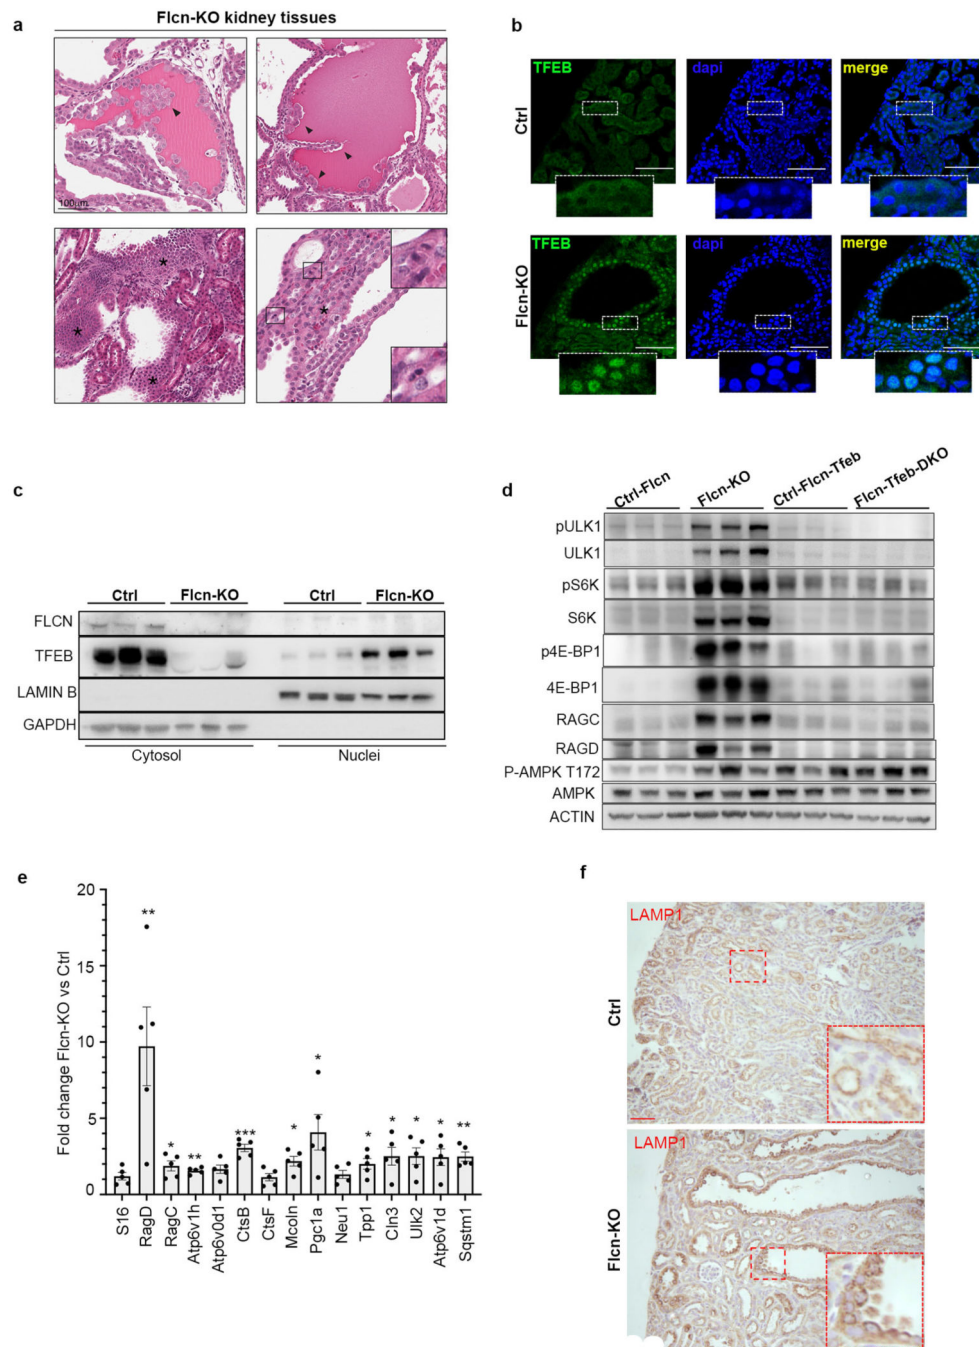 a
Flcn-KO kidney tissues
100µm
*
*
*
*
b
TFEB
dapi
merge
Ctrl
TFEB
dapi
merge
Flcn-KO
c
Ctrl
Flcn-KO
Ctrl
Flcn-KO
FLCN
TFEB
LAMIN B
GAPDH
Cytosol
Nuclei
d
Ctrl-Flcn
Flcn-KO
Ctrl-Flcn-Tfeb
Flcn-Tfeb-DKO
pULK1
ULK1
pS6K
S6K
p4E-BP1
4E-BP1
RAGC
RAGD
P-AMPK T172
AMPK
ACTIN
e
Fold change Flcn-KO vs Ctrl
20
15
10
5
0
**
*
**
***
*
*
*
*
*
*
**
S16
RagD
RagC
Atp6v1h
Atp6v0d1
CtsB
CtsF
Mcoln
Pgc1a
Neu1
Tpp1
Cln3
Ulk2
Atp6v1d
Sqstm1
f
LAMP1
Ctrl
LAMP1
Flcn-KO